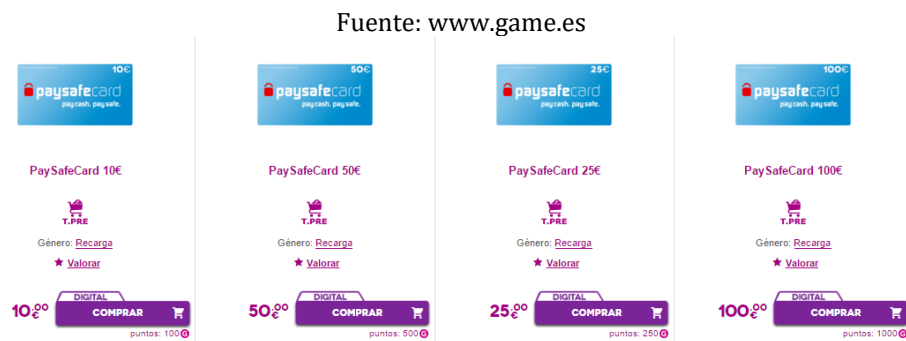 Fuente: www.game.es
10€
paysafecard
pay cash. pay safe.
PaySafeCard 10€
T.PRE
Género: Recarga
Valorar
10,00 €
DIGITAL
COMPRAR
puntos: 100 G
50€
paysafecard
pay cash. pay safe.
PaySafeCard 50€
T.PRE
Género: Recarga
Valorar
50,00 €
DIGITAL
COMPRAR
puntos: 500 G
25€
paysafecard
pay cash. pay safe.
PaySafeCard 25€
T.PRE
Género: Recarga
Valorar
25,00 €
DIGITAL
COMPRAR
puntos: 250 G
100€
paysafecard
pay cash. pay safe.
PaySafeCard 100€
T.PRE
Género: Recarga
Valorar
100,00 €
DIGITAL
COMPRAR
puntos: 1000 G